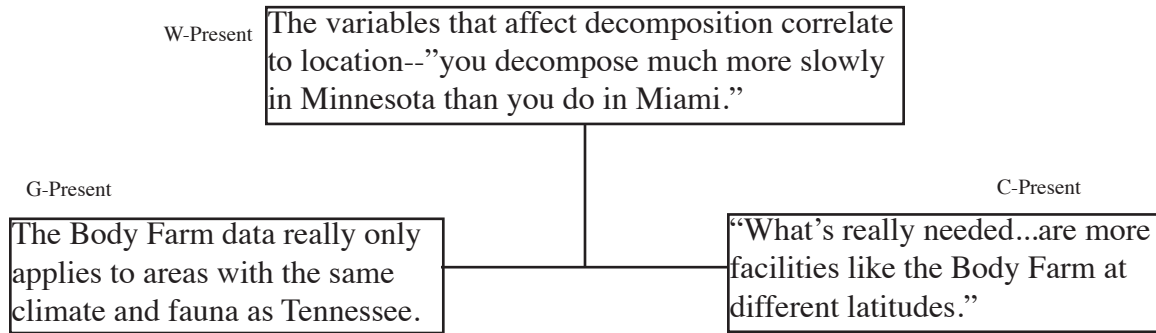 W-Present
The variables that affect decomposition correlate
to location--”you decompose much more slowly
in Minnesota than you do in Miami.”
G-Present
The Body Farm data really only
applies to areas with the same
climate and fauna as Tennessee.
C-Present
“What’s really needed...are more
facilities like the Body Farm at
different latitudes.”